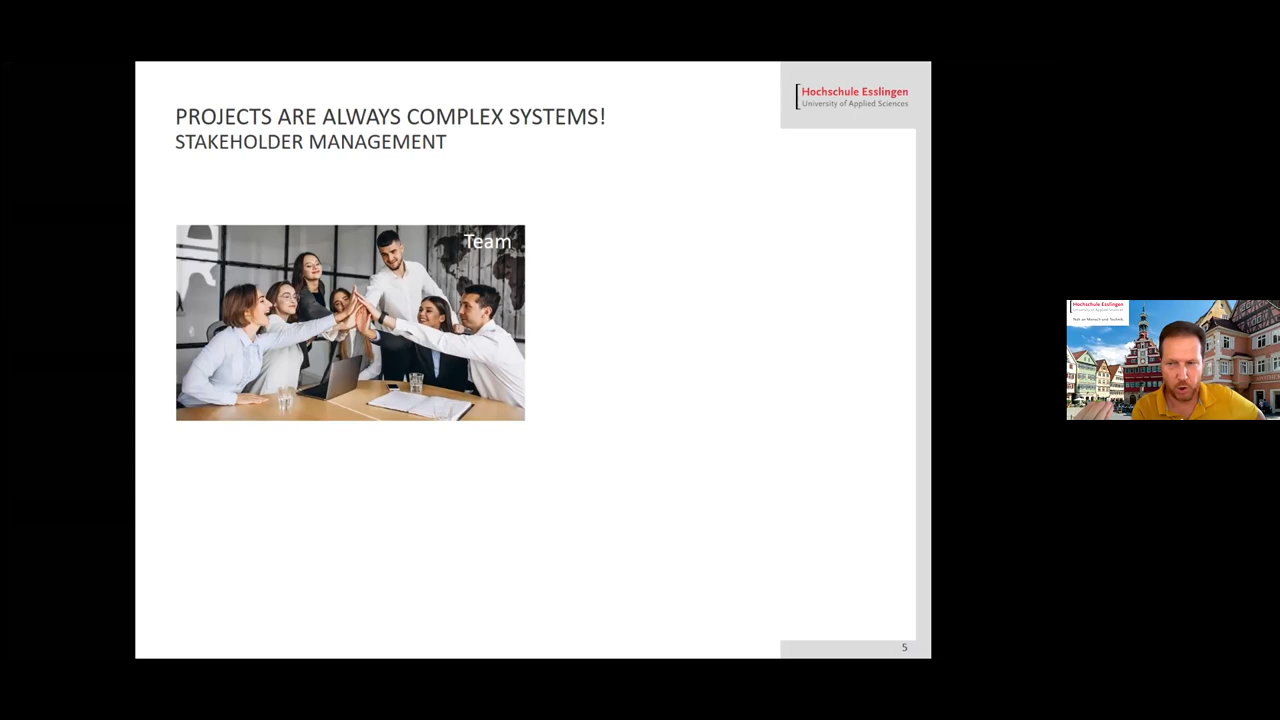 PROJECTS ARE ALWAYS COMPLEX SYSTEMS!
STAKEHOLDER MANAGEMENT
Hochschule Esslingen
University of Applied Sciences
Team
5
Hochschule Esslingen
University of Applied Sciences